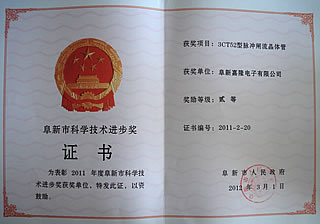 阜新市科学技术进步奖
证书
为表彰 2011 年度阜新市科学技
术进步奖获奖单位，特发此证，以资
鼓励。
获奖项目：3CT52型脉冲闸流晶体管
获奖单位：阜新嘉隆电子有限公司
奖励等级：贰等
证书编号：2011-2-20
阜新市人民政府
2012 年 3 月 1 日